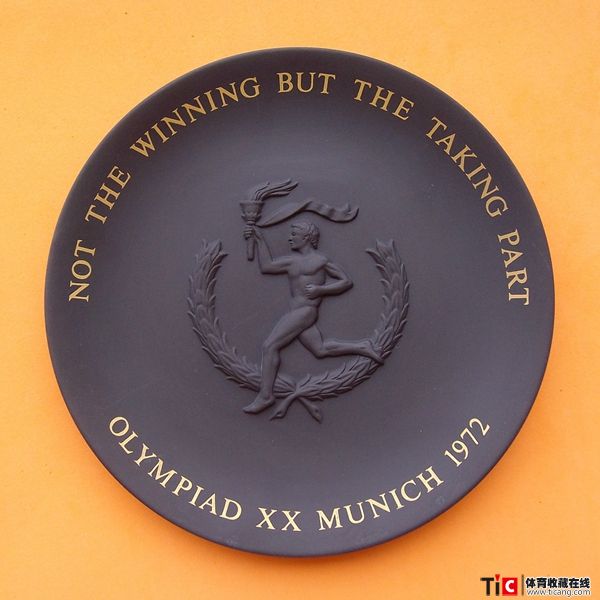 NOT THE WINNING BUT THE TAKING PART
OLYMPIAD XX MUNICH 1972
TiC 体育收藏在线
www.ticang.com